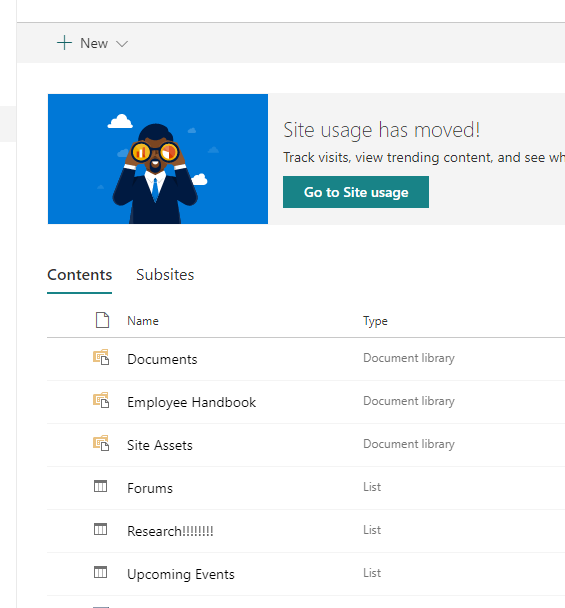 New
Site usage has moved!
Track visits, view trending content, and see
Go to Site usage
Contents Subsites
Name Type
Documents Document library
Employee Handbook Document library
Site Assets Document library
Forums List
Research!!!!!!!! List
Upcoming Events List